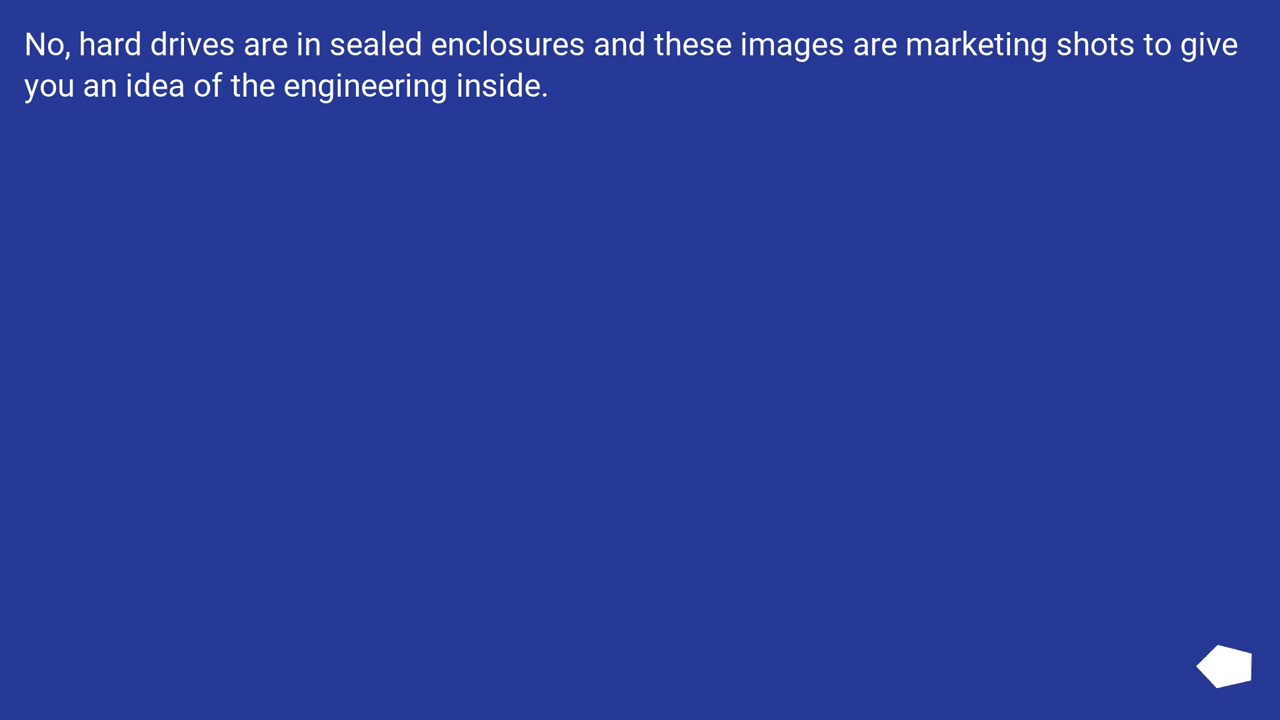 No, hard drives are in sealed enclosures and these images are marketing shots to give
you an idea of the engineering inside.